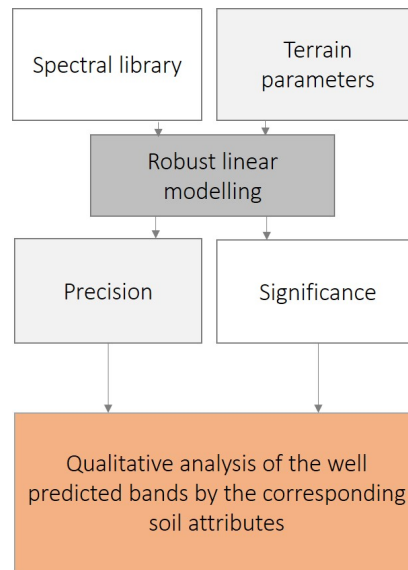 Spectral library
Terrain
parameters
Robust linear
modelling
Precision
Significance
Qualitative analysis of the well
predicted bands by the corresponding
soil attributes